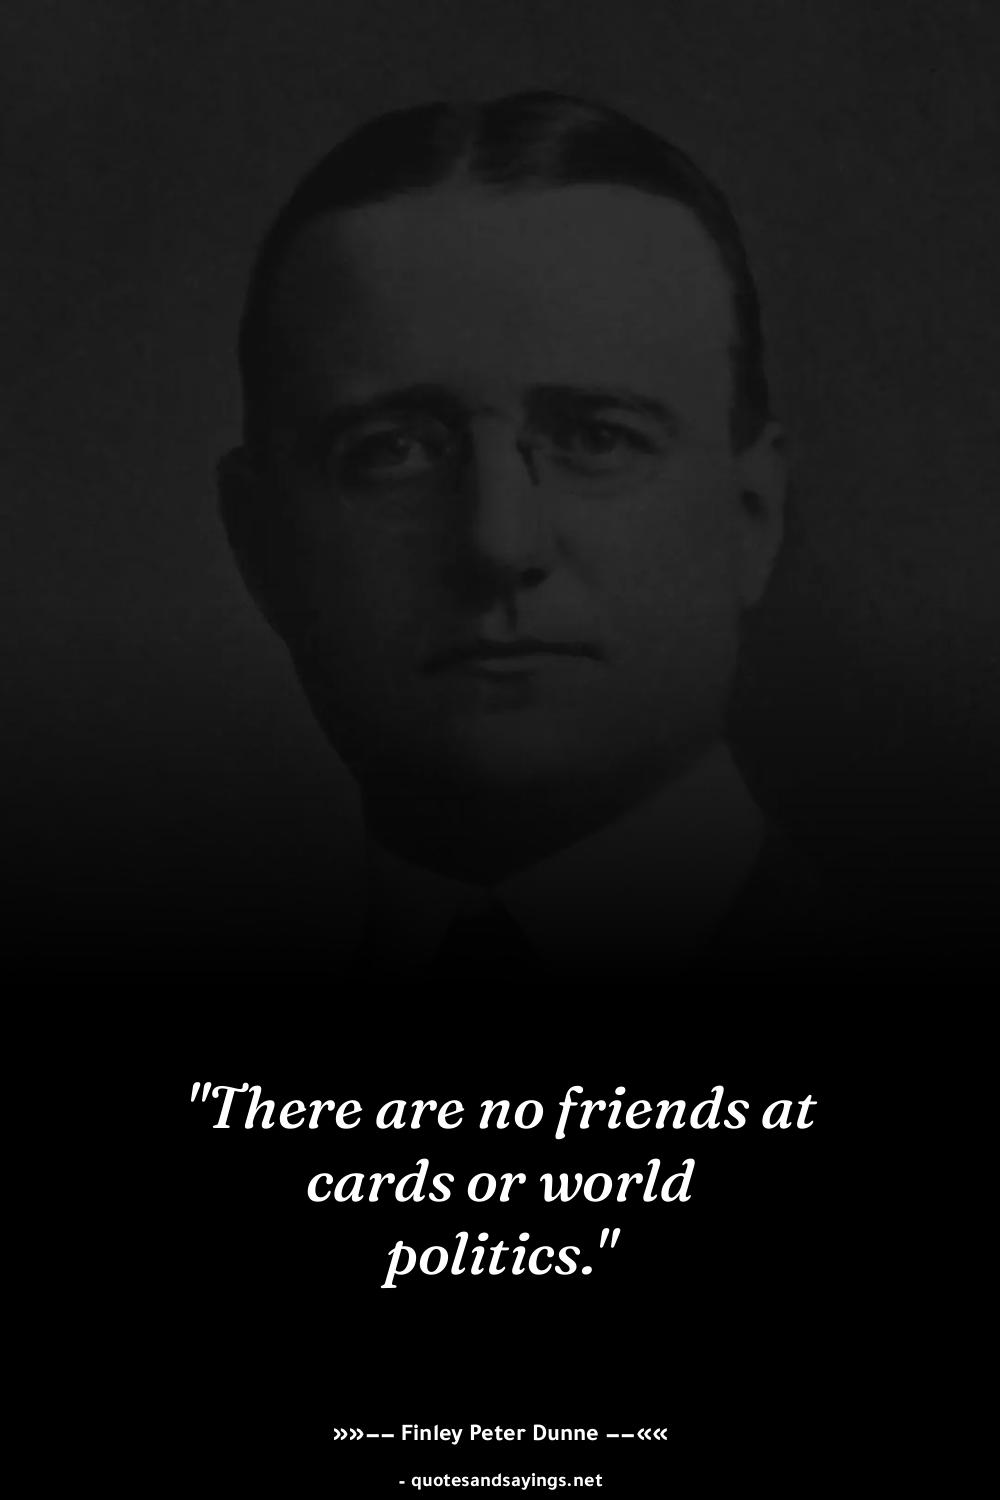 "There are no friends at
cards or world
politics."
»»−− Finley Peter Dunne −−««
- quotesandsayings.net